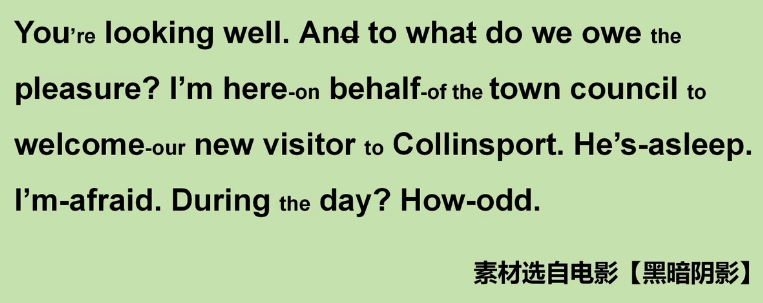 You're looking well. And to what do we owe the
pleasure? I'm here-on behalf-of the town council to
welcome-our new visitor to Collinsport. He's-asleep.
I'm-afraid. During the day? How-odd.
素材选自电影【黑暗阴影】